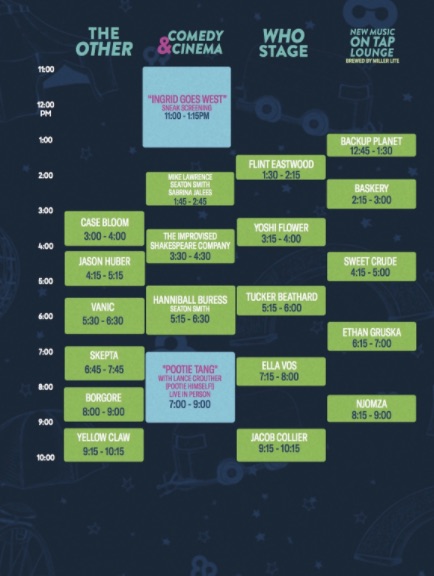 THE
OTHER
COMEDY
& CINEMA
WHO
STAGE
NEW MUSIC
ON TAP
LOUNGE
BREWED BY MILLER LITE
11:00
12:00
PM
1:00
2:00
3:00
4:00
5:00
6:00
7:00
8:00
9:00
10:00
CASE BLOOM
3:00 - 4:00
JASON HUBER
4:15 - 5:15
VANIC
5:30 - 6:30
SKEPTA
6:45 - 7:45
BORGORE
8:00 - 9:00
YELLOW CLAW
9:15 - 10:15
"INGRID GOES WEST"
SNEAK SCREENING
11:00 - 1:15PM
MIKE LAWRENCE
SEATON SMITH
SABRINA JALEES
1:45 - 2:45
THE IMPROVISED
SHAKESPEARE COMPANY
3:30 - 4:30
HANNIBALL BURESS
SEATON SMITH
5:15 - 6:30
"POOTIE TANG"
WITH LANCE CROUTHER
(POOTIE HIMSELF)
LIVE IN PERSON
7:00 - 9:00
FLINT EASTWOOD
1:30 - 2:15
YOSHI FLOWER
3:15 - 4:00
TUCKER BEATHARD
5:15 - 6:00
ELLA VOS
7:15 - 8:00
JACOB COLLIER
9:15 - 10:15
BACKUP PLANET
12:45 - 1:30
BASKERY
2:15 - 3:00
SWEET CRUDE
4:15 - 5:00
ETHAN GRUSKA
6:15 - 7:00
NJOMZA
8:15 - 9:00